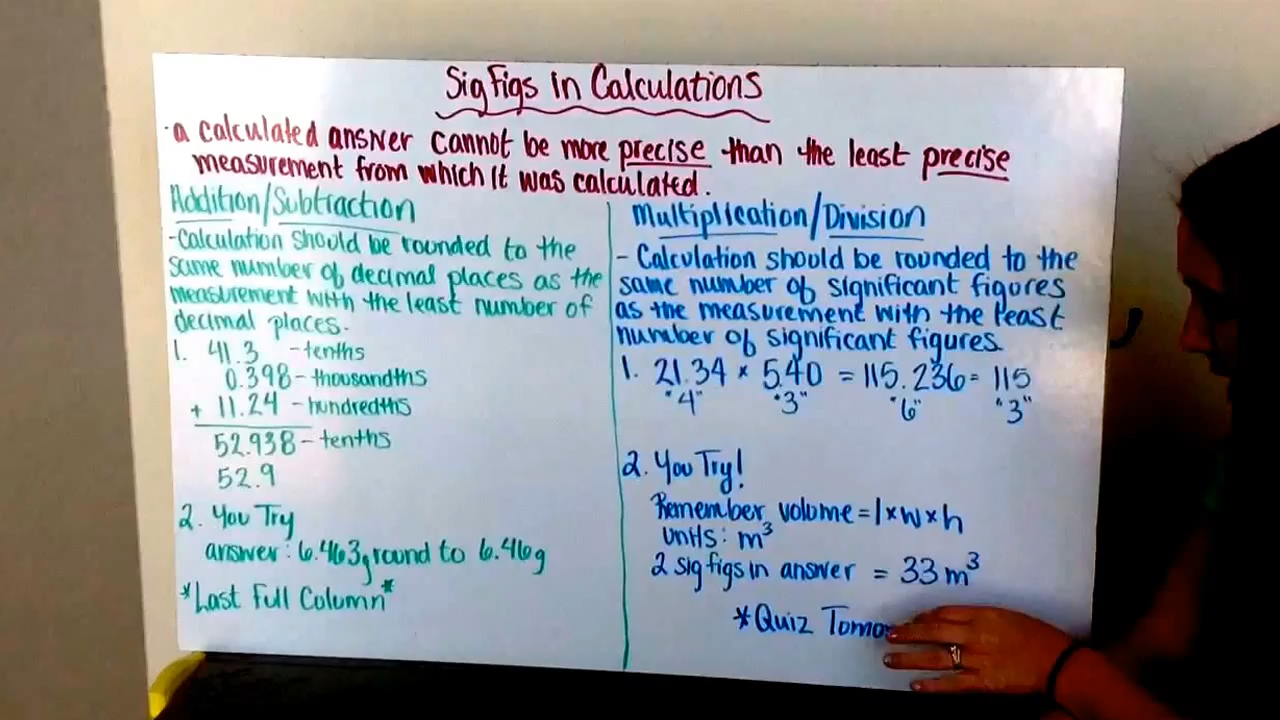 Sig Figs in Calculations
·a calculated answer cannot be more precise than the least precise
measurement from which it was calculated.
Addition/Subtraction
-Calculation should be rounded to the
same number of decimal places as the
measurement with the least number of
decimal places.
1. 41.3 -tenths
0.398 -thousandths
+ 11.24 -hundredths
52.938 -tenths
52.9
2. You Try
answer: 6.463g round to 6.46g
*Last Full Column*
Multiplication/Division
- Calculation should be rounded to the
same number of significant figures
as the measurement with the least
number of significant figures.
1. 21.34 × 5.40 = 115.236 = 115
"4" "3" "6" "3"
2. You Try!
Remember volume = l×w×h
units: m³
2 sig figs in answer = 33 m³
*Quiz Tomo